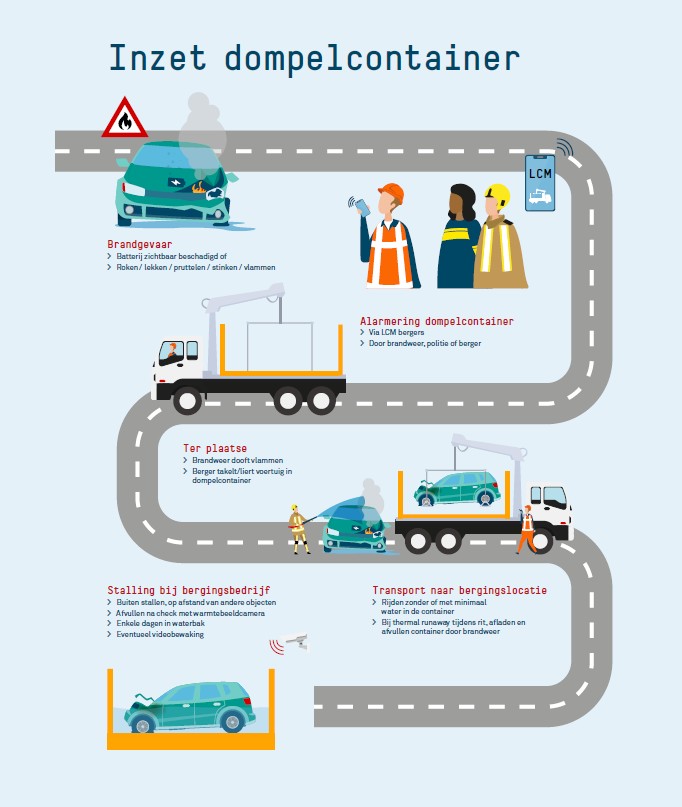 Inzet dompelcontainer
LCM
Brandgevaar
Batterij zichtbaar beschadigd of
Roken / lekken / pruttelen / stinken / vlammen
Alarmering dompelcontainer
Via LCM bergers
Door brandweer, politie of berger
Ter plaatse
Brandweer dooft vlammen
Berger takelt/liert voertuig in
dompelcontainer
Stalling bij bergingsbedrijf
Buiten stallen, op afstand van andere objecten
Afvullen na check met warmtebeeldcamera
Enkele dagen in waterbak
Eventueel videobewaking
Transport naar bergingslocatie
Rijden zonder of met minimaal
water in de container
Bij thermal runaway tijdens rit, afladen en
afvullen container door brandweer